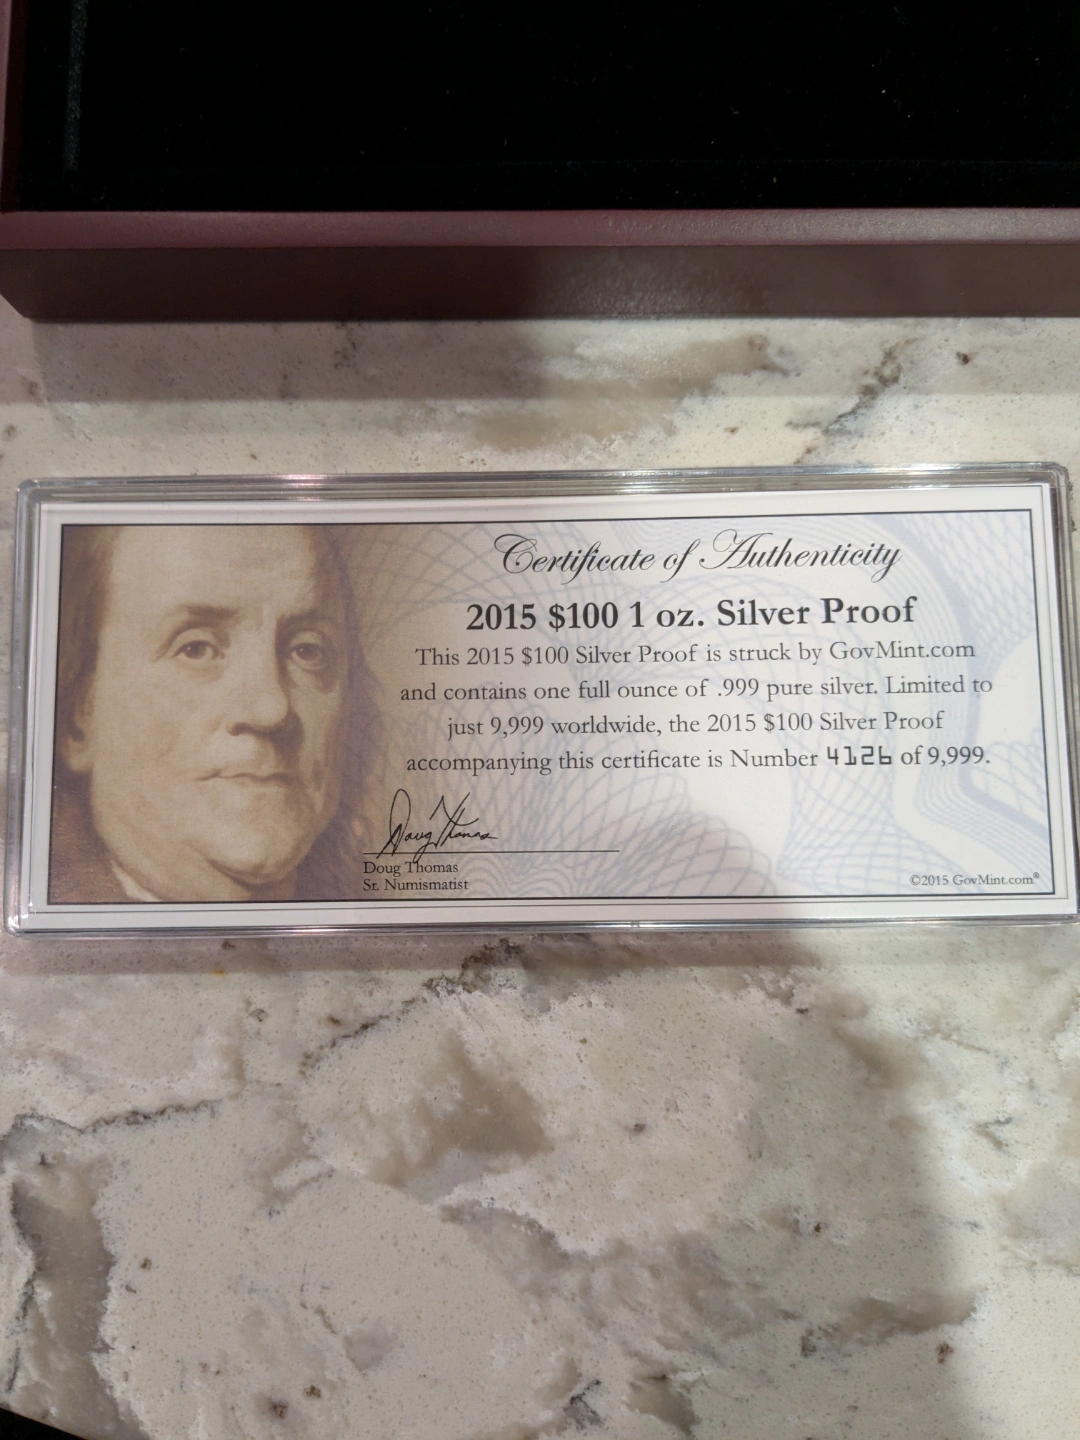 Certificate of Authenticity
2015 $100 1 oz. Silver Proof
This 2015 $100 Silver Proof is struck by GovMint.com
and contains one full ounce of .999 pure silver. Limited to
just 9,999 worldwide, the 2015 $100 Silver Proof
accompanying this certificate is Number 4126 of 9,999.
Doug Thomas
Doug Thomas
Sr. Numismatist
©2015 GovMint.com®